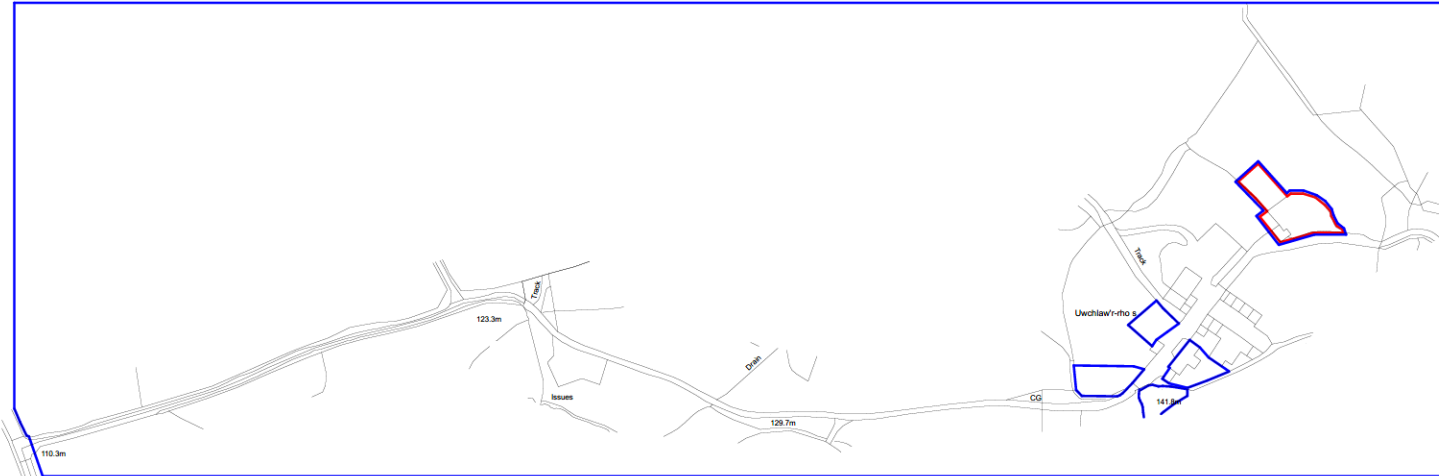 Track
Uwchlaw'r-rho s
Track
123.3m
Drain
Issues
CG
141.8m
129.7m
110.3m